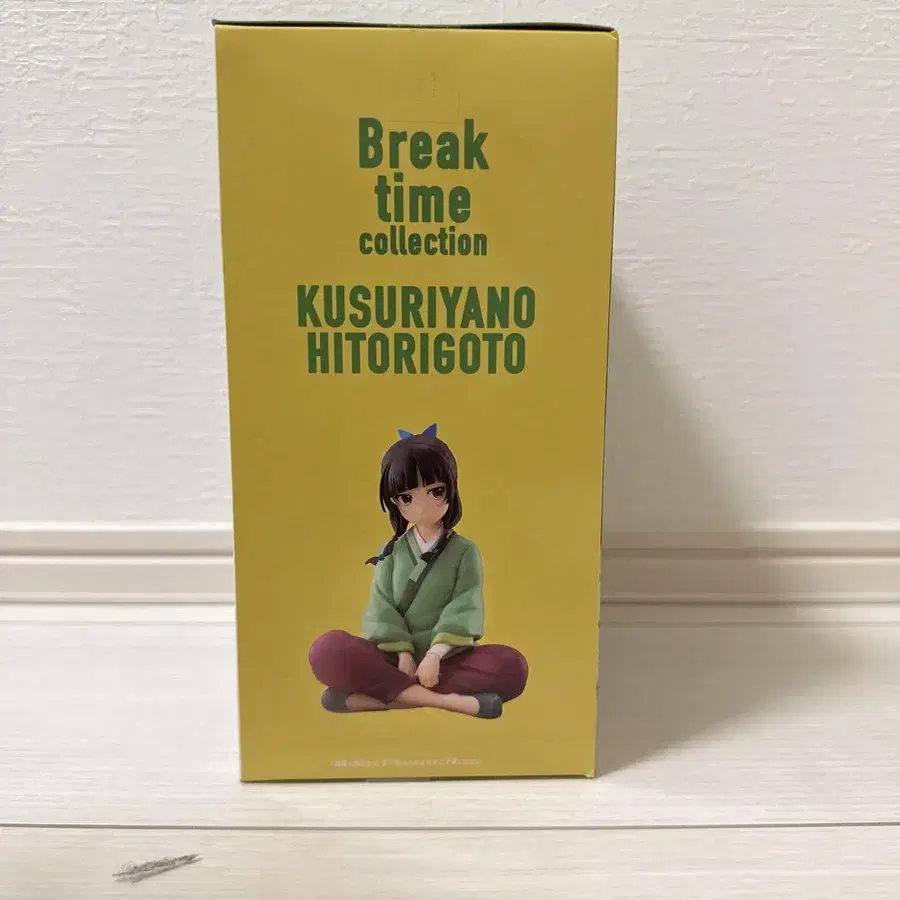 Break
time
collection
KUSURIYANO
HITORIGOTO